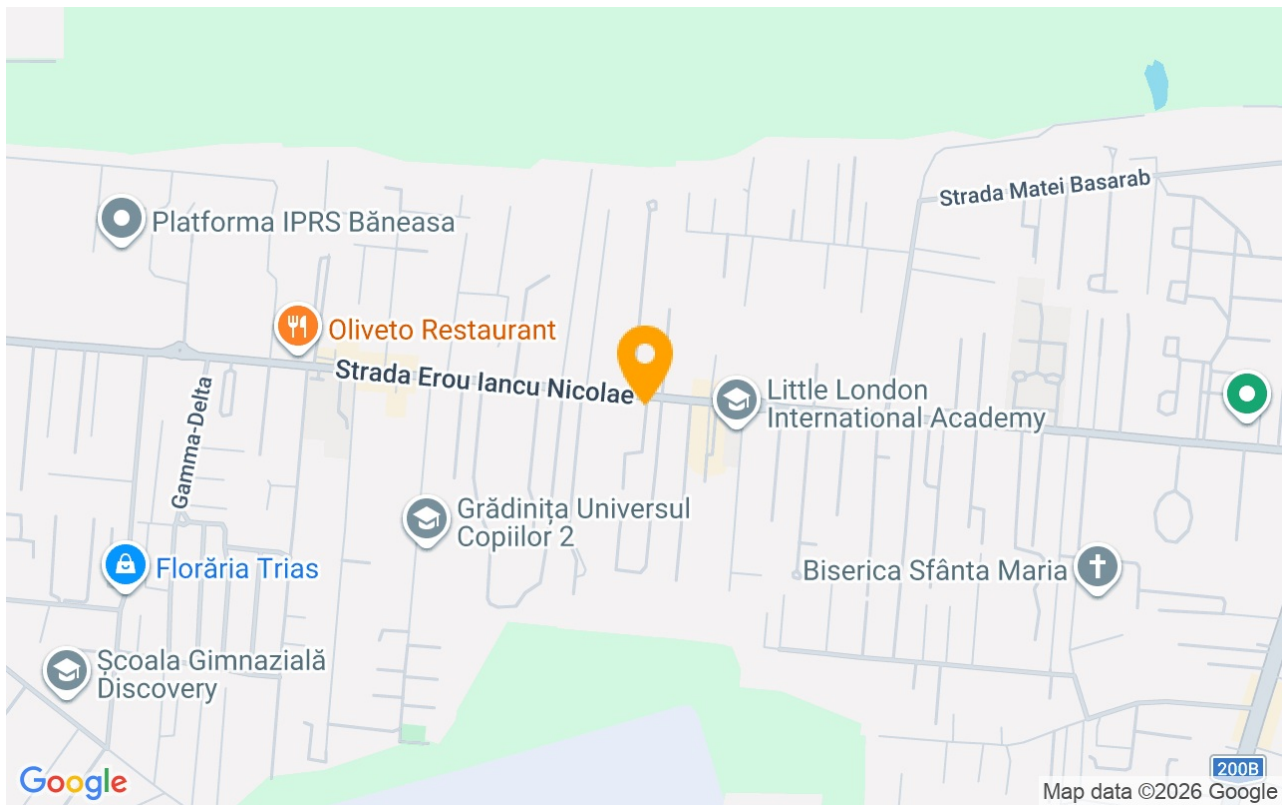 Strada Matei Basarab
Platforma IPRS Băneasa
Oliveto Restaurant
Strada Erou Iancu Nicolae
Little London
International Academy
Gamma-Delta
Grădinița Universul
Copiilor 2
Florăria Trias
Biserica Sfânta Maria
Școala Gimnazială
Discovery
200B
Google
Map data ©2026 Google